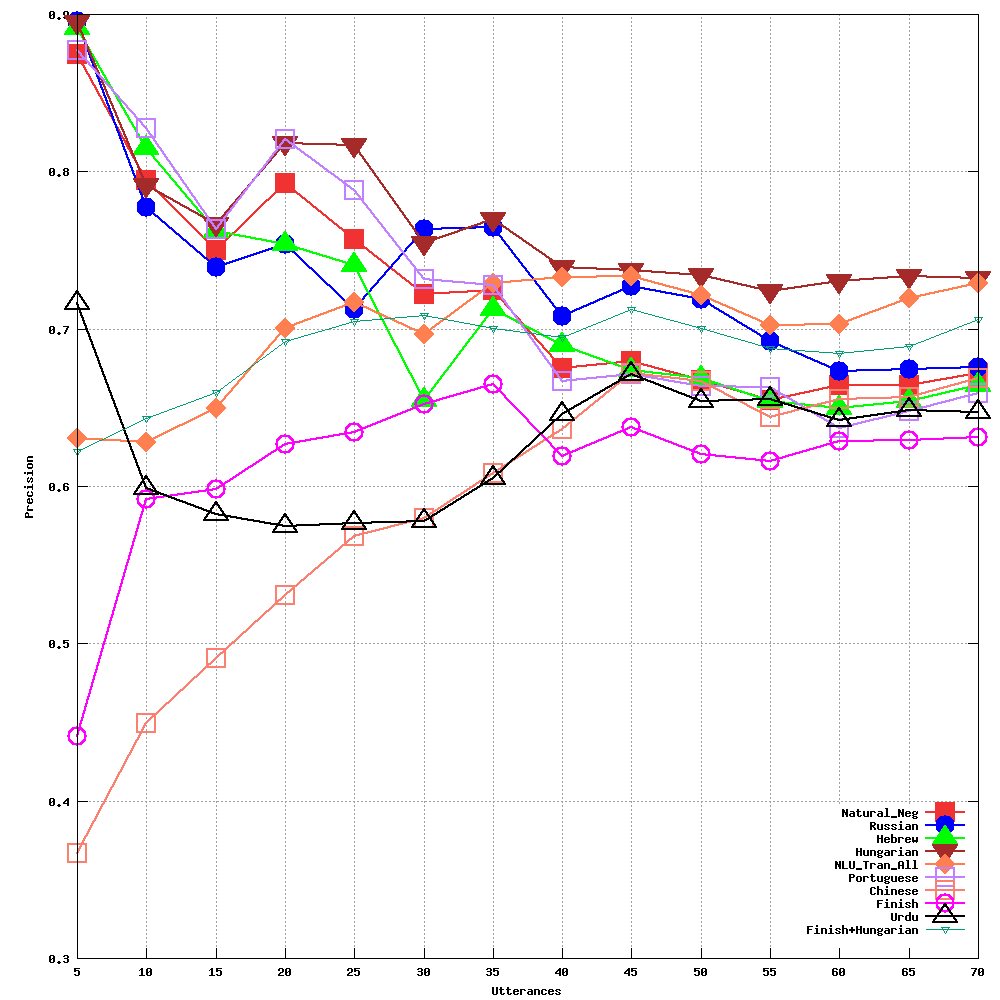 0.9
0.8
0.7
0.6
0.5
0.4
0.3
Precision
5 10 15 20 25 30 35 40 45 50 55 60 65 70
Utterances
Natural_Neg
Russian
Hebrew
Hungarian
NLU_Tran_All
Portuguese
Chinese
Finish
Urdu
Finish+Hungarian